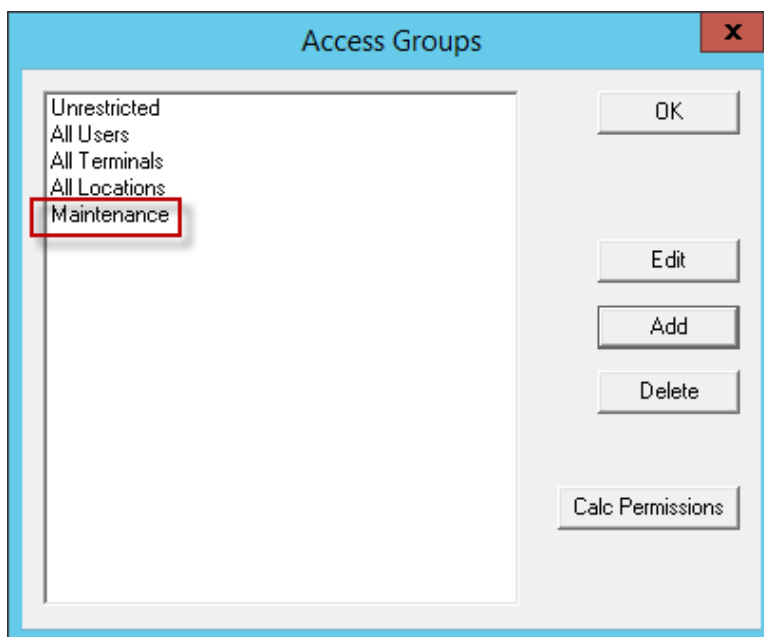 Access Groups
x
Unrestricted
All Users
All Terminals
All Locations
Maintenance
OK
Edit
Add
Delete
Calc Permissions